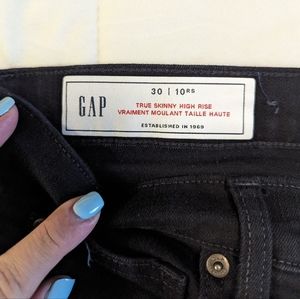 GAP
30 | 10RS
TRUE SKINNY HIGH RISE
VRAIMENT MOULANT TAILLE HAUTE
ESTABLISHED IN 1969